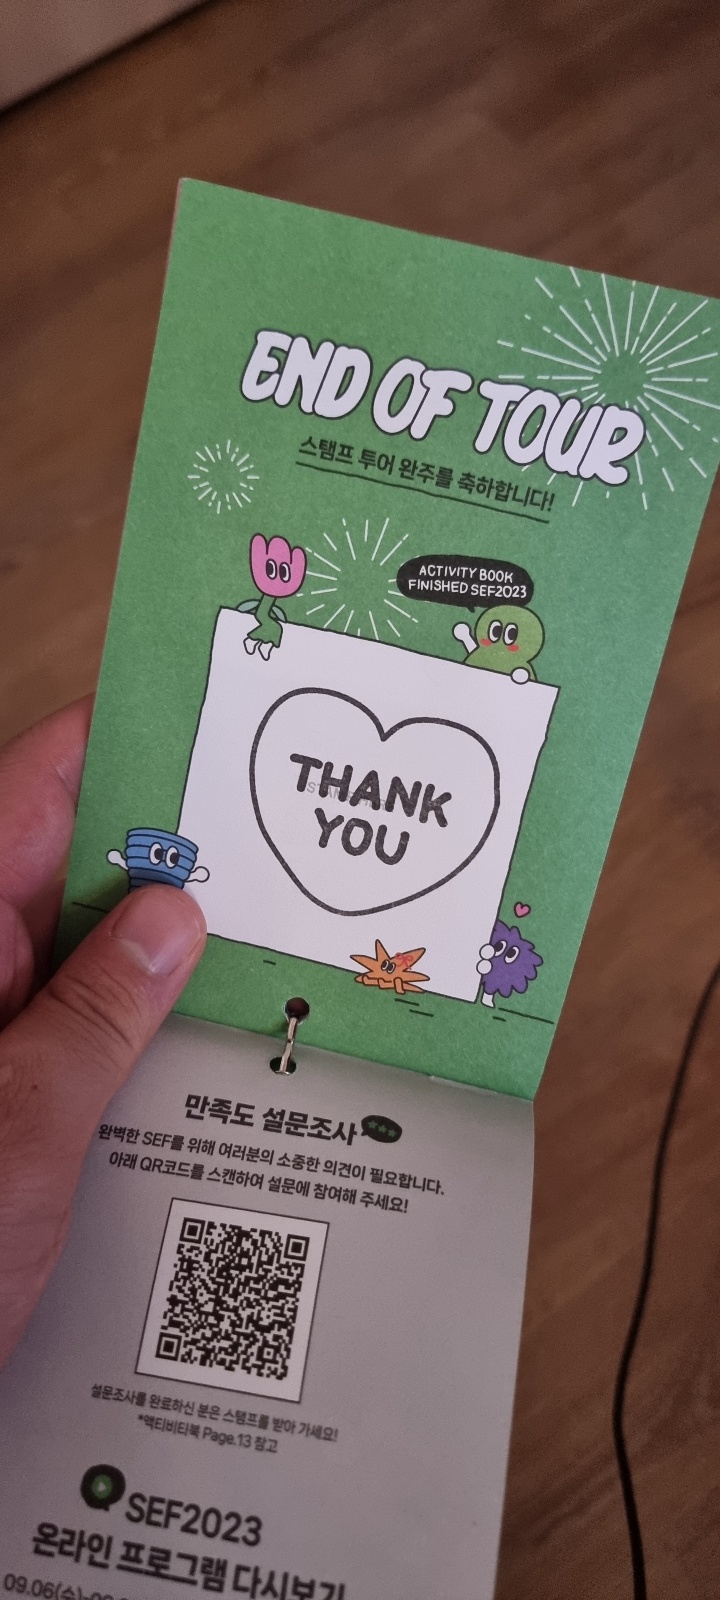 END OF TOUR
스탬프 투어 완주를 축하합니다!
ACTIVITY BOOK
FINISHED SEF2023
THANK
YOU
만족도 설문조사
완벽한 SEF를 위해 여러분의 소중한 의견이 필요합니다.
아래 QR코드를 스캔하여 설문에 참여해 주세요!
설문조사를 완료하신 분은 스탬프를 받아 가세요!
*액티비티북 Page.13 참고
SEF2023
온라인 프로그램 다시보기
09.06(수)